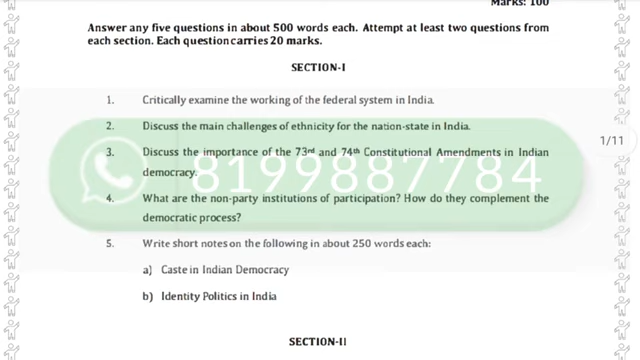 Marks: 100
Answer any five questions in about 500 words each. Attempt at least two questions from
each section. Each question carries 20 marks.
SECTION-I
1. Critically examine the working of the federal system in India.
2. Discuss the main challenges of ethnicity for the nation-state in India.
3. Discuss the importance of the 73rd and 74th Constitutional Amendments in Indian
democracy.
8199887784
4. What are the non-party institutions of participation? How do they complement the
democratic process?
5. Write short notes on the following in about 250 words each:
a) Caste in Indian Democracy
b) Identity Politics in India
SECTION-II
1/11